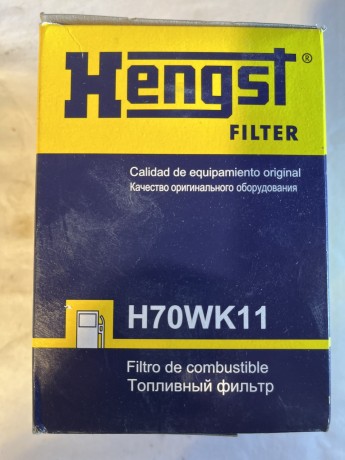 Hengst®
FILTER
Calidad de equipamiento original
Качество оригинального оборудования
H70WK11
Filtro de combustible
Топливный фильтр